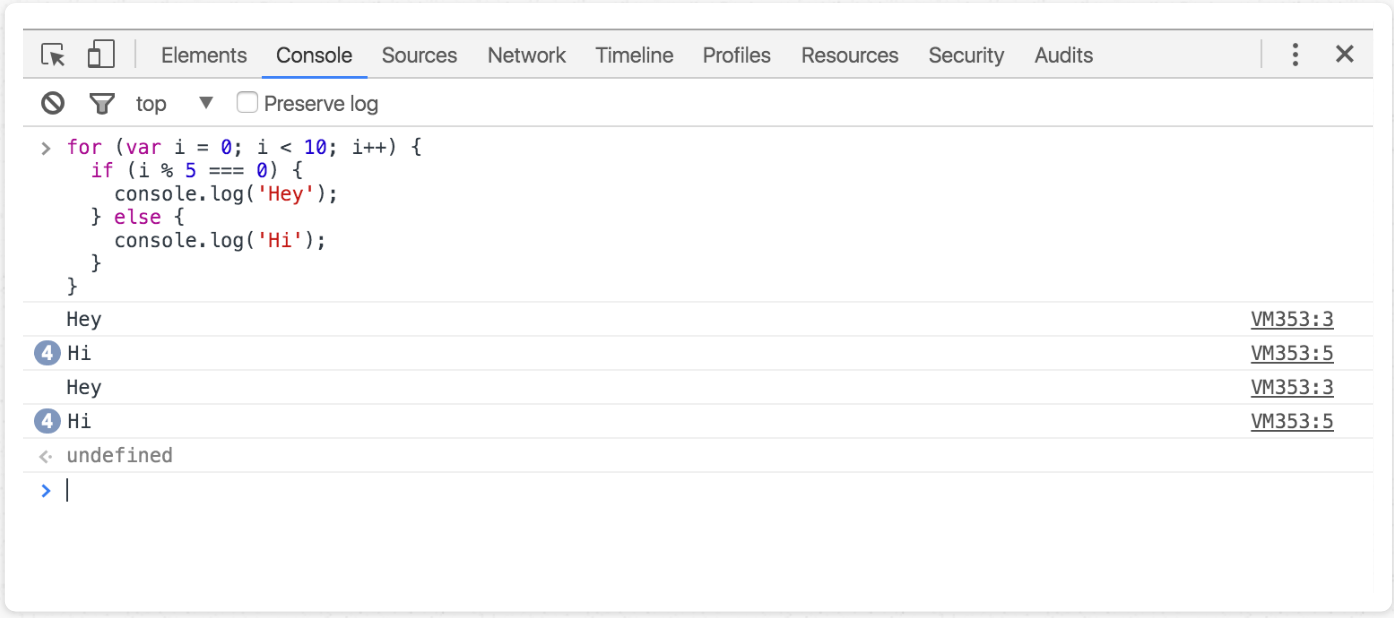 Elements Console Sources Network Timeline Profiles Resources Security Audits
top Preserve log
for (var i = 0; i < 10; i++) {
  if (i % 5 === 0) {
    console.log('Hey');
  } else {
    console.log('Hi');
  }
}
Hey VM353:3
4 Hi VM353:5
Hey VM353:3
4 Hi VM353:5
undefined